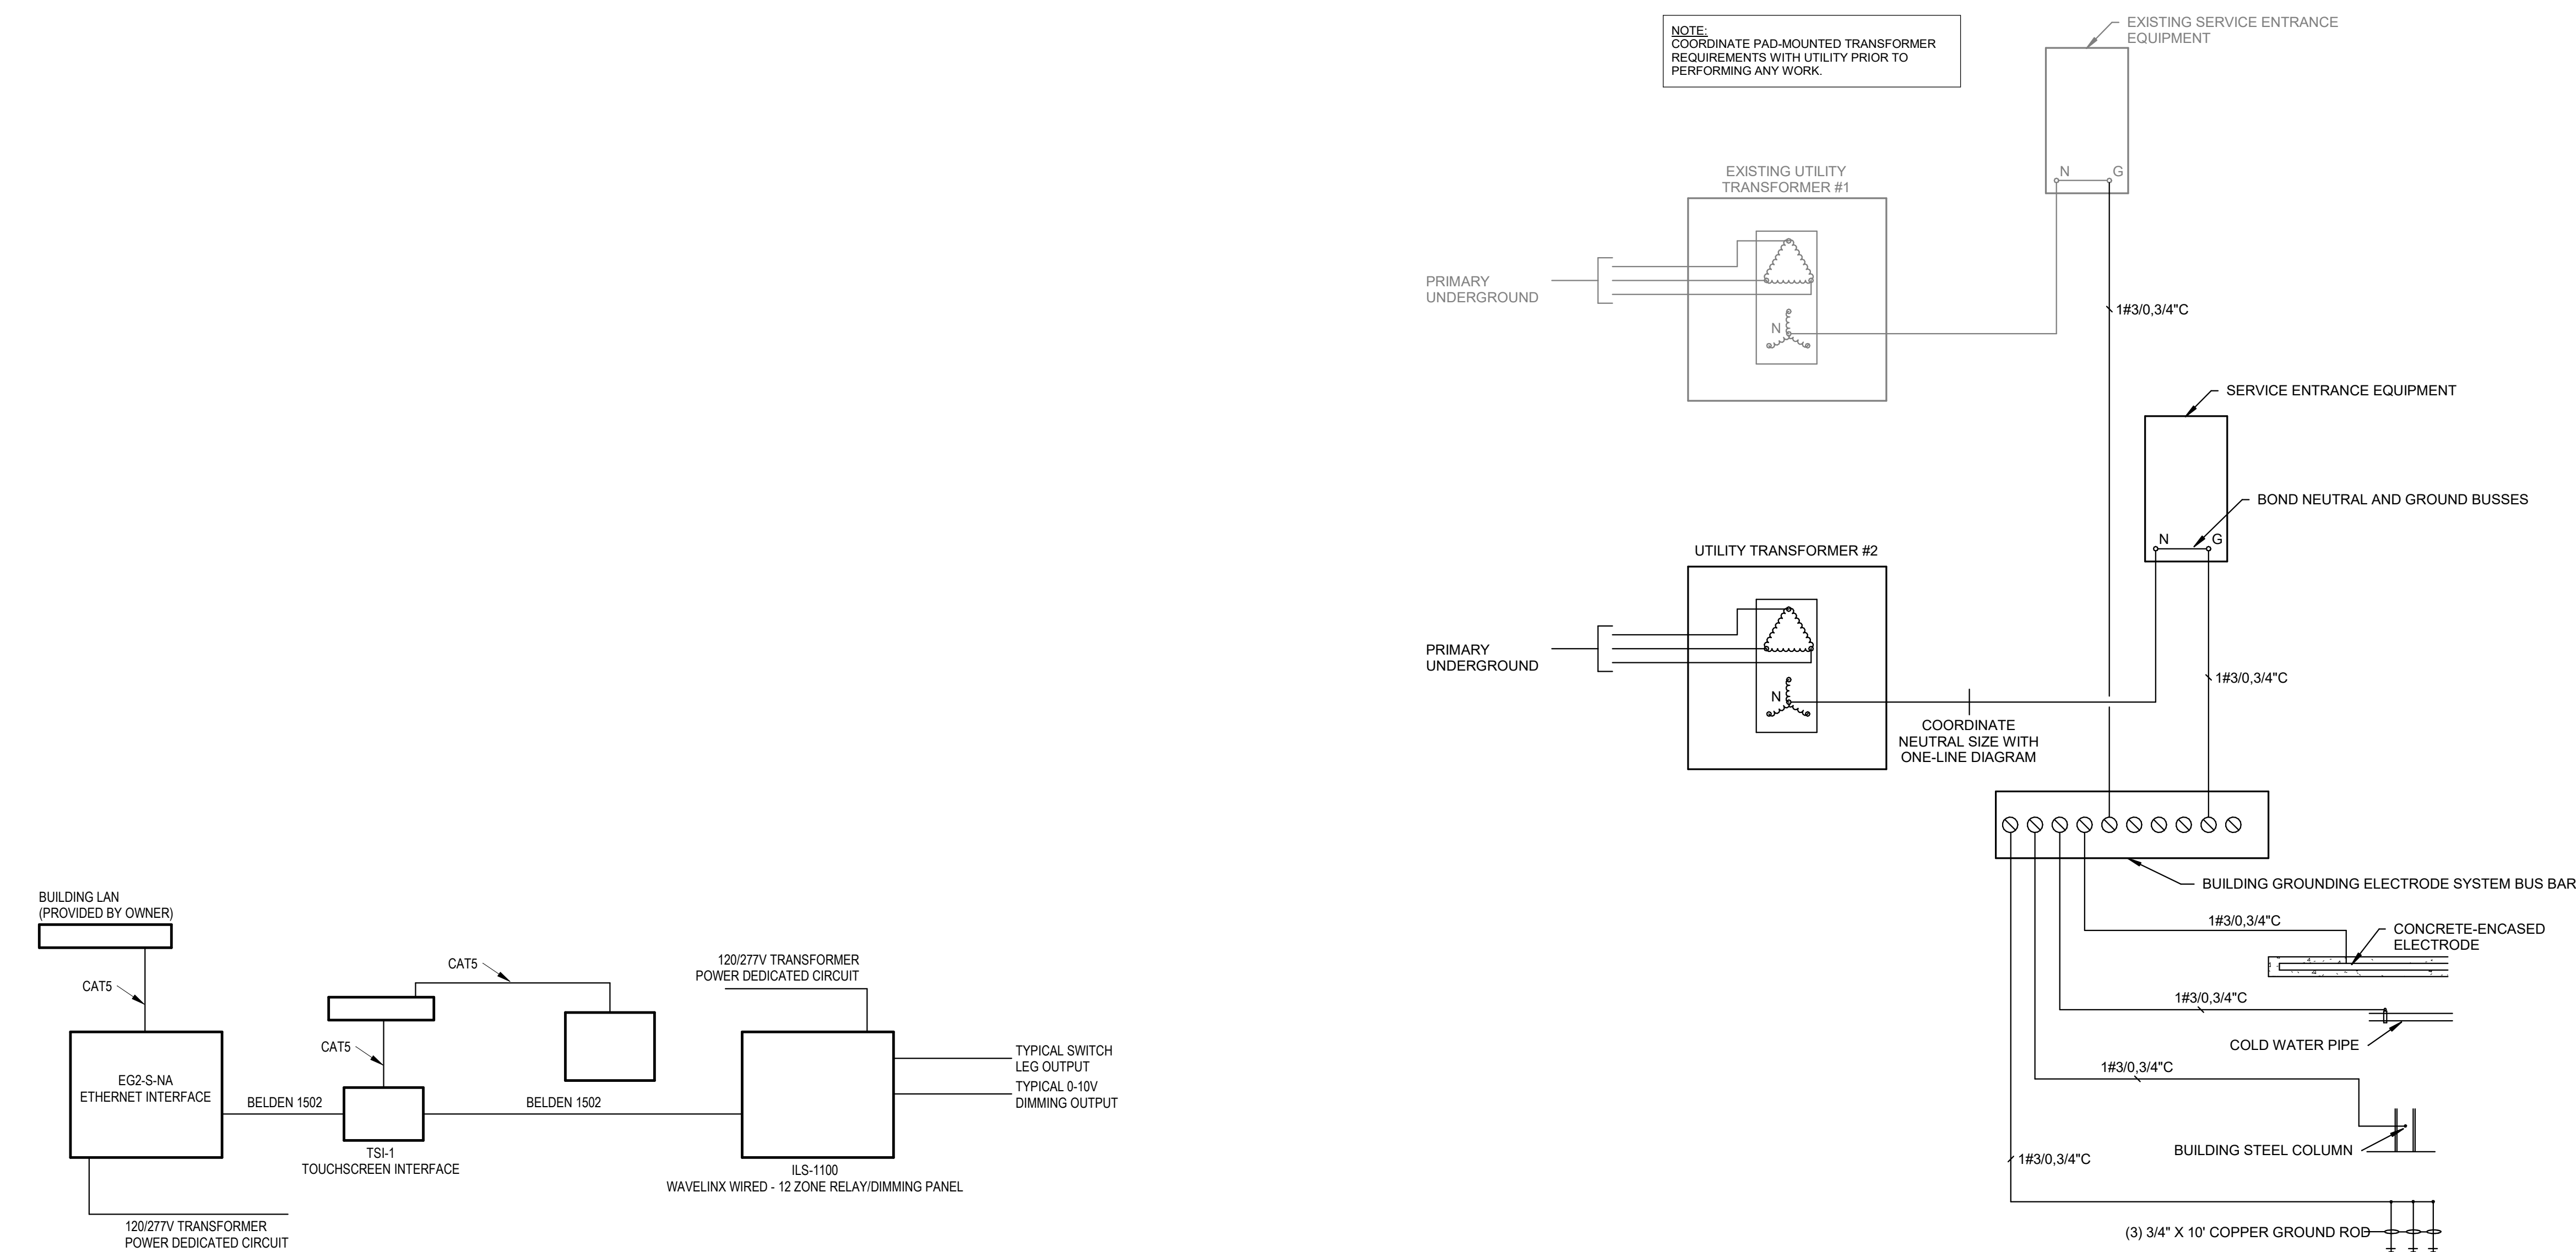 NOTE:
COORDINATE PAD-MOUNTED TRANSFORMER
REQUIREMENTS WITH UTILITY PRIOR TO
PERFORMING ANY WORK.
EXISTING SERVICE ENTRANCE
EQUIPMENT
N
G
EXISTING UTILITY
TRANSFORMER #1
PRIMARY
UNDERGROUND
N
1#3/0,3/4"C
SERVICE ENTRANCE EQUIPMENT
BOND NEUTRAL AND GROUND BUSSES
N
G
UTILITY TRANSFORMER #2
PRIMARY
UNDERGROUND
N
1#3/0,3/4"C
COORDINATE
NEUTRAL SIZE WITH
ONE-LINE DIAGRAM
BUILDING GROUNDING ELECTRODE SYSTEM BUS BAR
1#3/0,3/4"C
CONCRETE-ENCASED
ELECTRODE
1#3/0,3/4"C
COLD WATER PIPE
1#3/0,3/4"C
BUILDING STEEL COLUMN
1#3/0,3/4"C
(3) 3/4" X 10' COPPER GROUND ROD
BUILDING LAN
(PROVIDED BY OWNER)
CAT5
EG2-S-NA
ETHERNET INTERFACE
120/277V TRANSFORMER
POWER DEDICATED CIRCUIT
BELDEN 1502
CAT5
CAT5
TSI-1
TOUCHSCREEN INTERFACE
BELDEN 1502
120/277V TRANSFORMER
POWER DEDICATED CIRCUIT
TYPICAL SWITCH
LEG OUTPUT
TYPICAL 0-10V
DIMMING OUTPUT
ILS-1100
WAVELINX WIRED - 12 ZONE RELAY/DIMMING PANEL